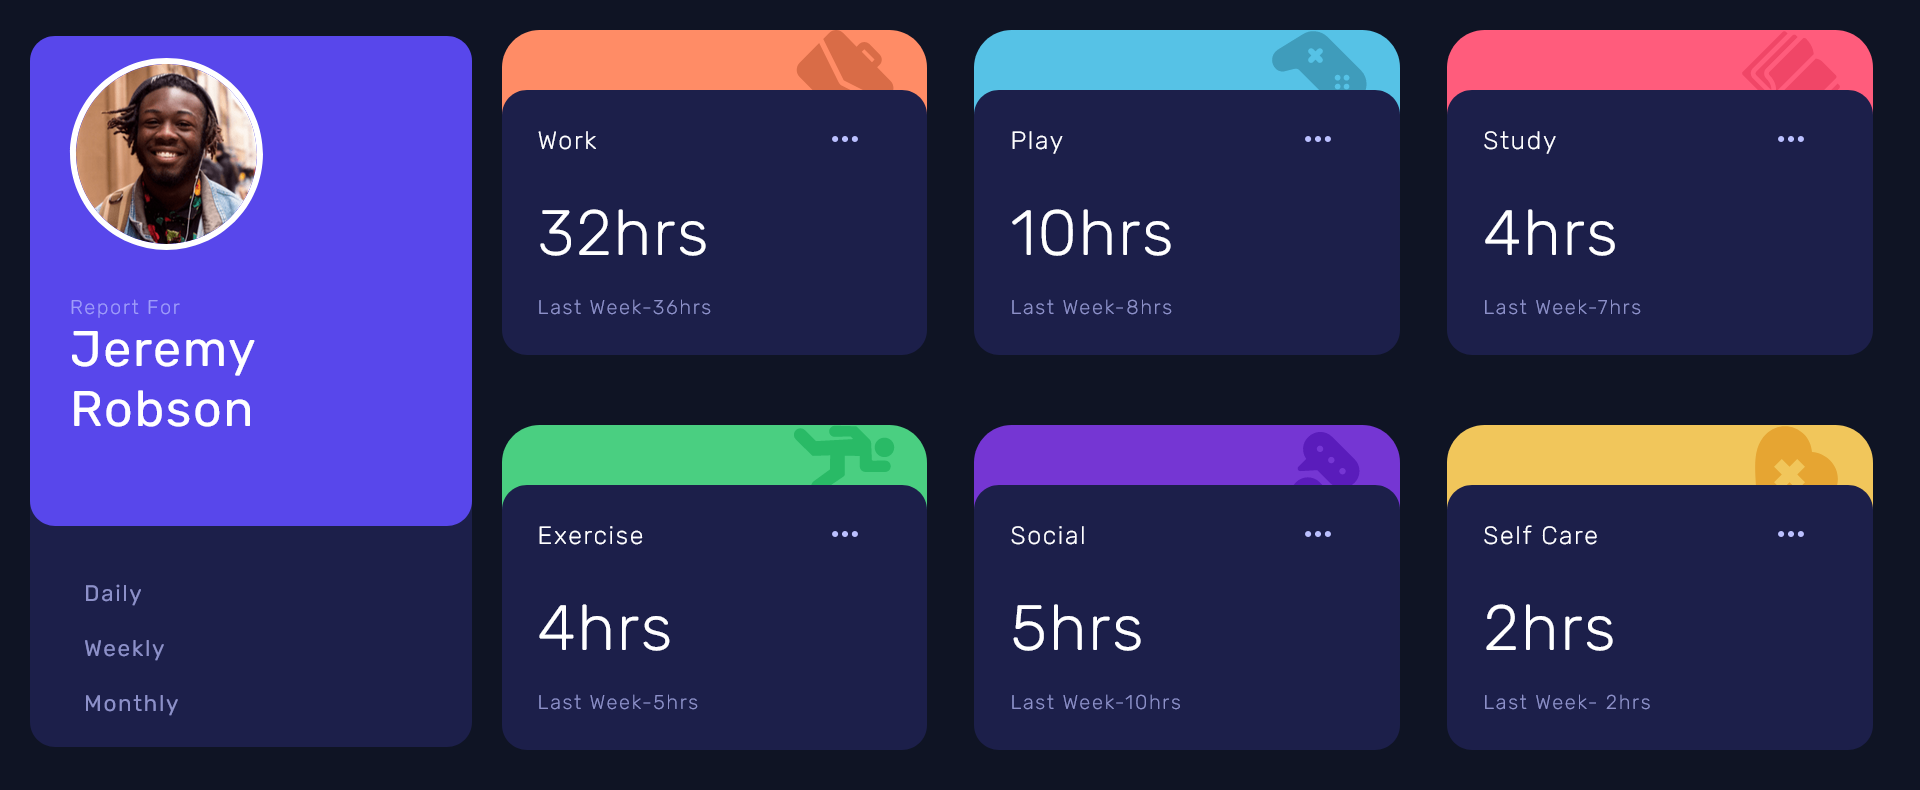 Report For
Jeremy
Robson
Daily
Weekly
Monthly
Work
32hrs
Last Week-36hrs
Play
10hrs
Last Week-8hrs
Study
4hrs
Last Week-7hrs
Exercise
4hrs
Last Week-5hrs
Social
5hrs
Last Week-10hrs
Self Care
2hrs
Last Week- 2hrs